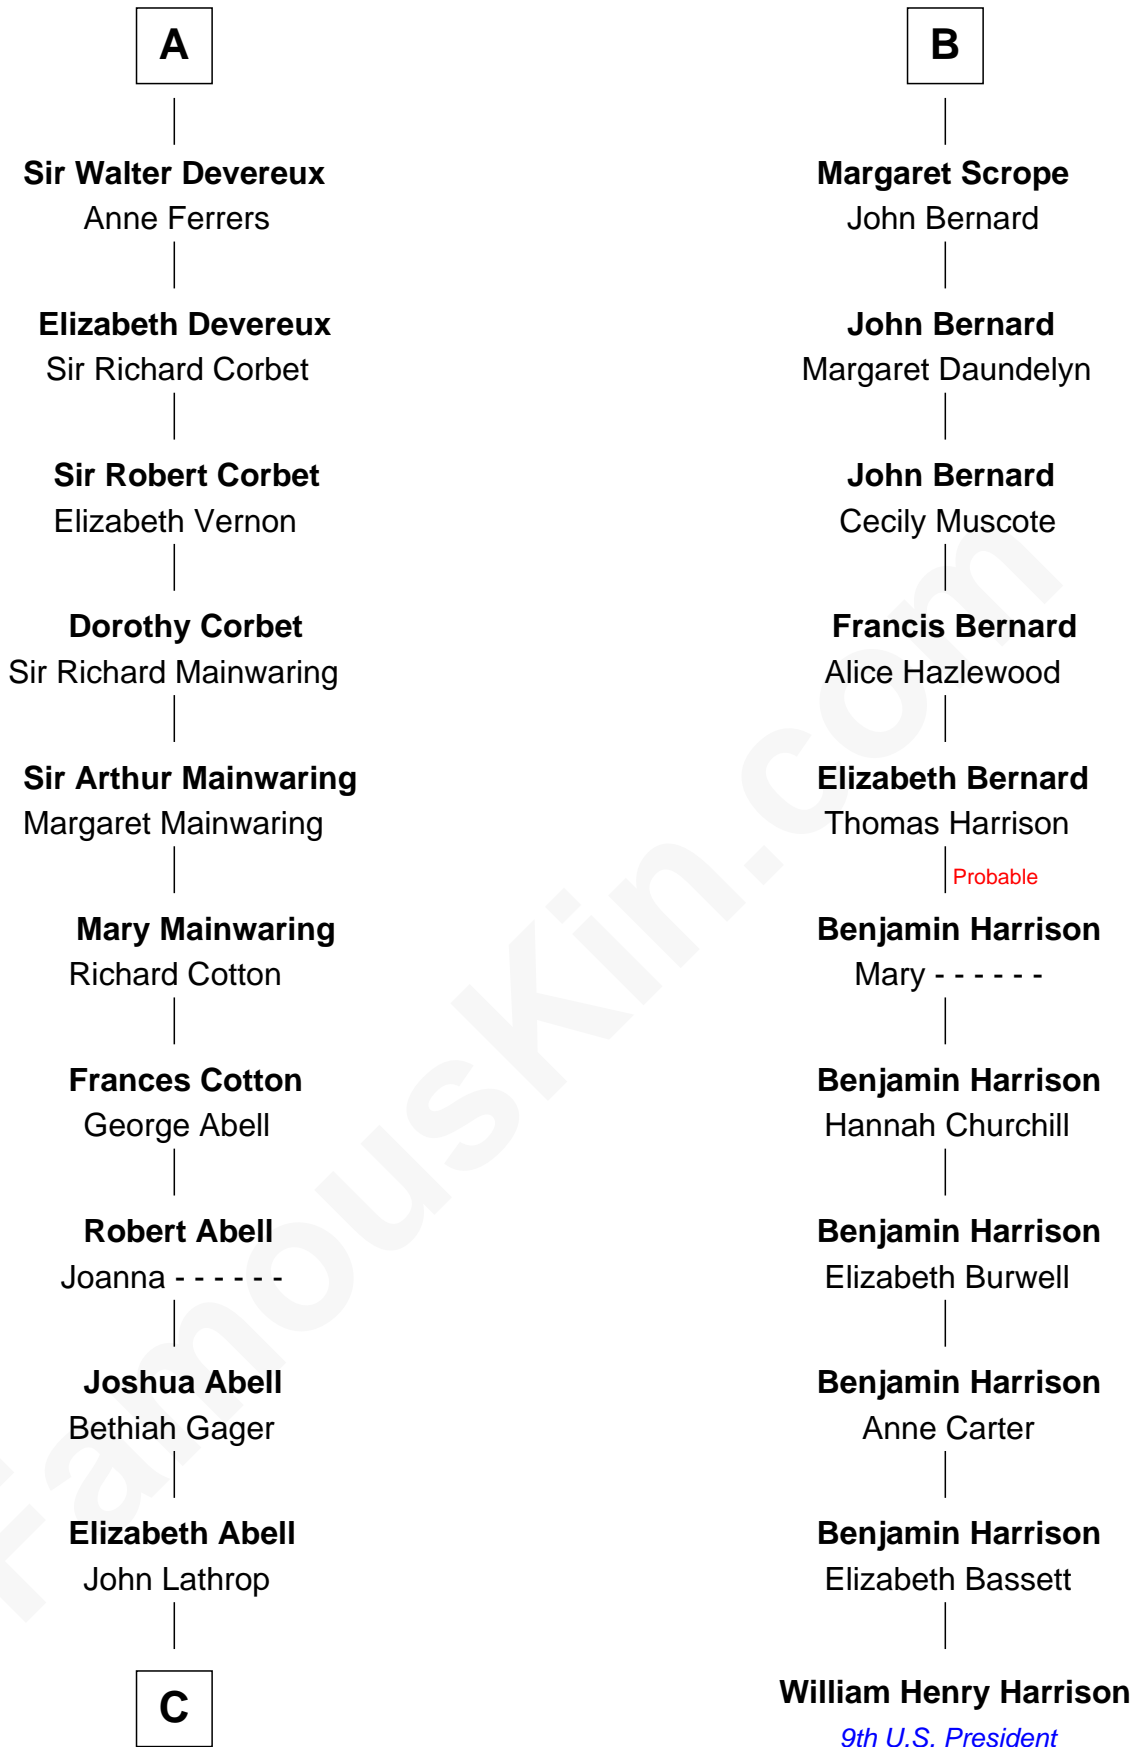 A
Sir Walter Devereux
Anne Ferrers
Elizabeth Devereux
Sir Richard Corbet
Sir Robert Corbet
Elizabeth Vernon
Dorothy Corbet
Sir Richard Mainwaring
Sir Arthur Mainwaring
Margaret Mainwaring
Mary Mainwaring
Richard Cotton
Frances Cotton
George Abell
Robert Abell
Joanna - - - - - -
Joshua Abell
Bethiah Gager
Elizabeth Abell
John Lathrop
C
B
Margaret Scrope
John Bernard
John Bernard
Margaret Daundelyn
John Bernard
Cecily Muscote
Francis Bernard
Alice Hazlewood
Elizabeth Bernard
Thomas Harrison
Probable
Benjamin Harrison
Mary - - - - - -
Benjamin Harrison
Hannah Churchill
Benjamin Harrison
Elizabeth Burwell
Benjamin Harrison
Anne Carter
Benjamin Harrison
Elizabeth Bassett
William Henry Harrison
9th U.S. President
FamousKin.com